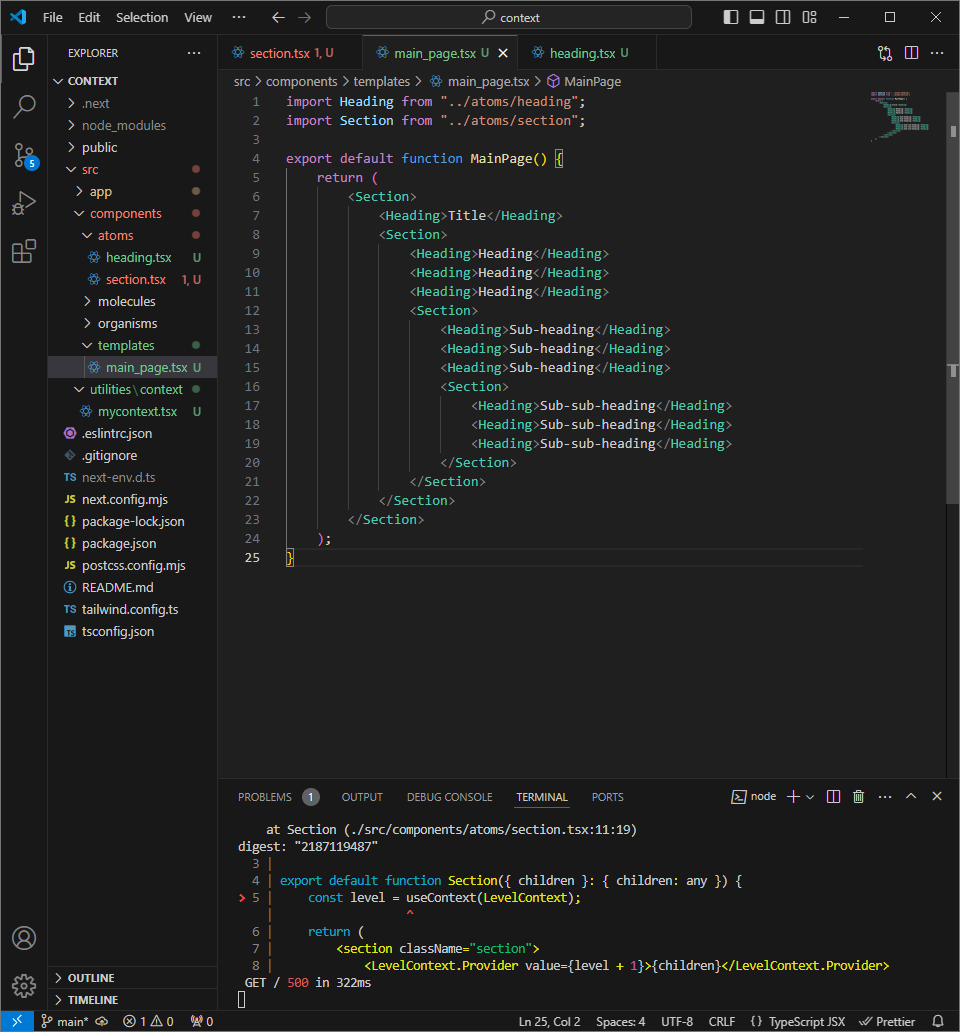 File Edit Selection View ··· context
EXPLORER ···
CONTEXT
.next
node_modules
public
src
app
components
atoms
heading.tsx U
section.tsx 1, U
molecules
organisms
templates
main_page.tsx U
utilities\context
mycontext.tsx U
.eslintrc.json
.gitignore
TS next-env.d.ts
JS next.config.mjs
{} package-lock.json
{} package.json
JS postcss.config.mjs
README.md
TS tailwind.config.ts
TS tsconfig.json
OUTLINE
TIMELINE
5
section.tsx 1, U main_page.tsx U heading.tsx U ···
src > components > templates > main_page.tsx > MainPage
1 import Heading from "../atoms/heading";
2 import Section from "../atoms/section";
3
4 export default function MainPage() {
5 return (
6 <Section>
7 <Heading>Title</Heading>
8 <Section>
9 <Heading>Heading</Heading>
10 <Heading>Heading</Heading>
11 <Heading>Heading</Heading>
12 <Section>
13 <Heading>Sub-heading</Heading>
14 <Heading>Sub-heading</Heading>
15 <Heading>Sub-heading</Heading>
16 <Section>
17 <Heading>Sub-sub-heading</Heading>
18 <Heading>Sub-sub-heading</Heading>
19 <Heading>Sub-sub-heading</Heading>
20 </Section>
21 </Section>
22 </Section>
23 </Section>
24 );
25 }
PROBLEMS 1 OUTPUT DEBUG CONSOLE TERMINAL PORTS node ···
at Section (./src/components/atoms/section.tsx:11:19)
digest: "2187119487"
3 |
4 | export default function Section({ children }: { children: any }) {
> 5 | const level = useContext(LevelContext);
| ^
6 | return (
7 | <section className="section">
8 | <LevelContext.Provider value={level + 1}>{children}</LevelContext.Provider>
GET / 500 in 322ms
main* 1 0 0 Ln 25, Col 2 Spaces: 4 UTF-8 CRLF {} TypeScript JSX Prettier